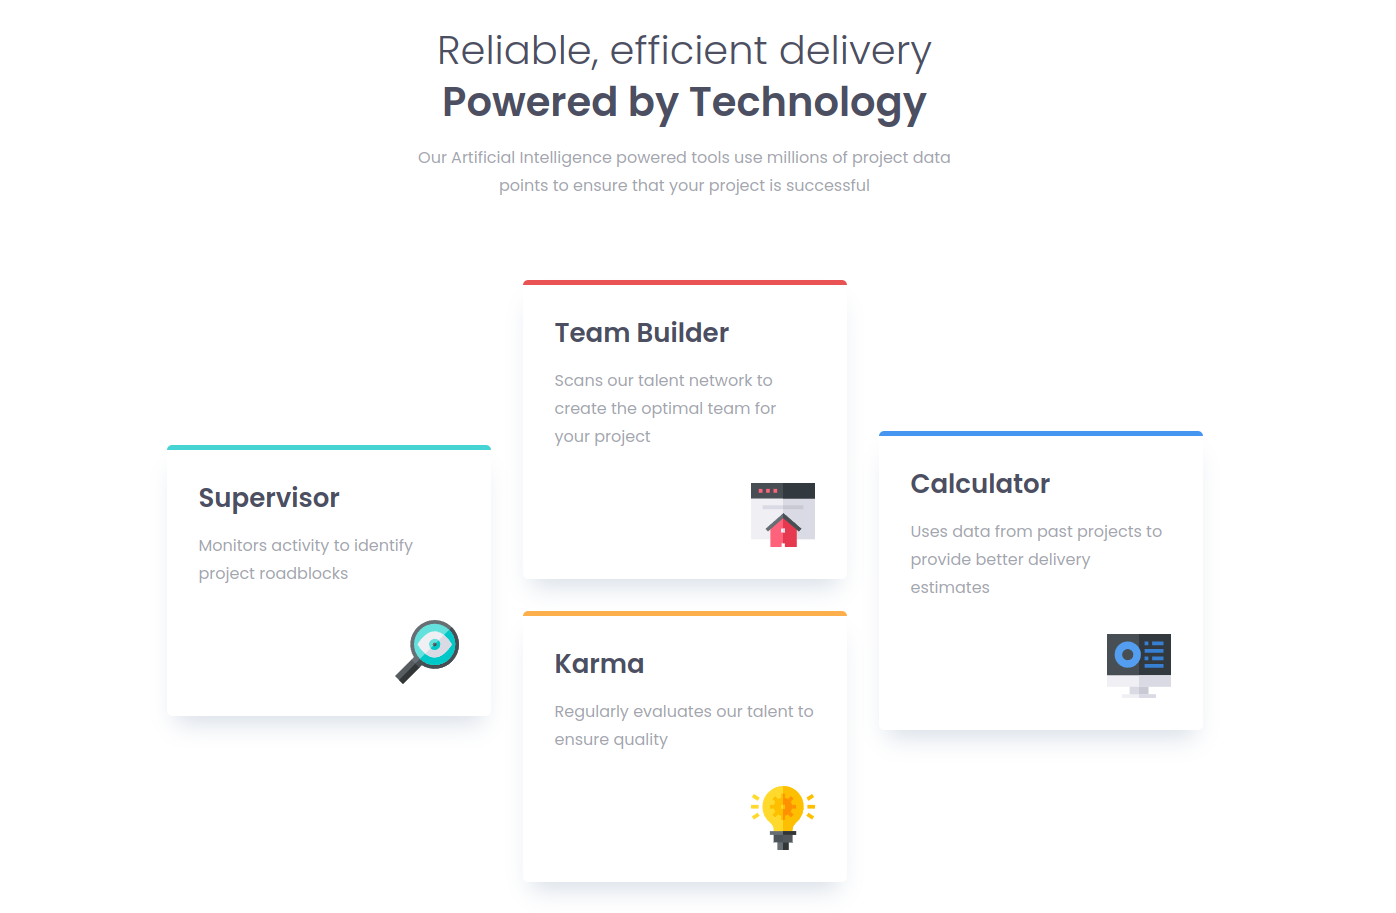 Reliable, efficient delivery
Powered by Technology
Our Artificial Intelligence powered tools use millions of project data
points to ensure that your project is successful
Supervisor
Monitors activity to identify
project roadblocks
Team Builder
Scans our talent network to
create the optimal team for
your project
Karma
Regularly evaluates our talent to
ensure quality
Calculator
Uses data from past projects to
provide better delivery
estimates